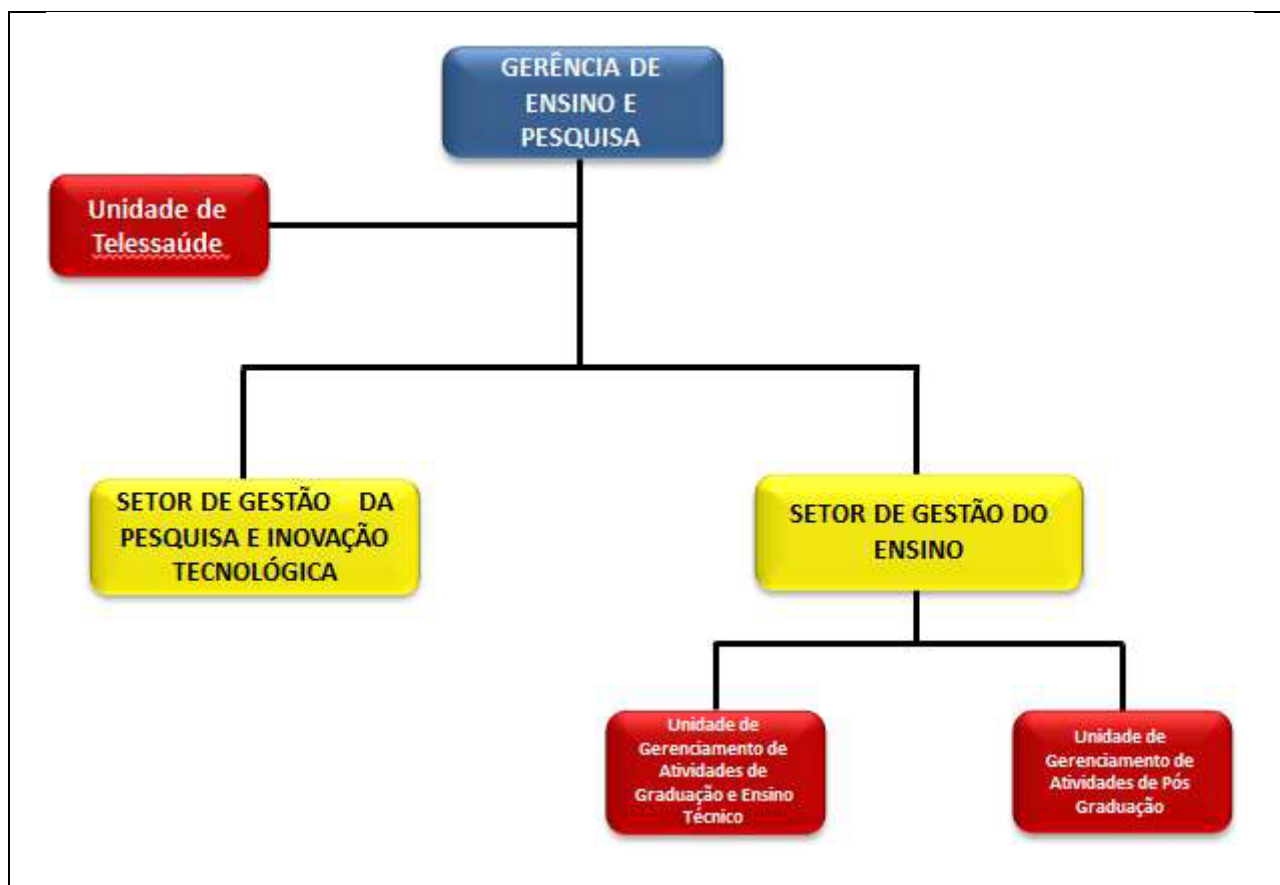 GERÊNCIA DE
ENSINO E
PESQUISA
Unidade de
Telessaúde
SETOR DE GESTÃO DA
PESQUISA E INOVAÇÃO
TECNOLÓGICA
SETOR DE GESTÃO DO
ENSINO
Unidade de
Gerenciamento de
Atividades de
Graduação e Ensino
Técnico
Unidade de
Gerenciamento de
Atividades de Pós
Graduação